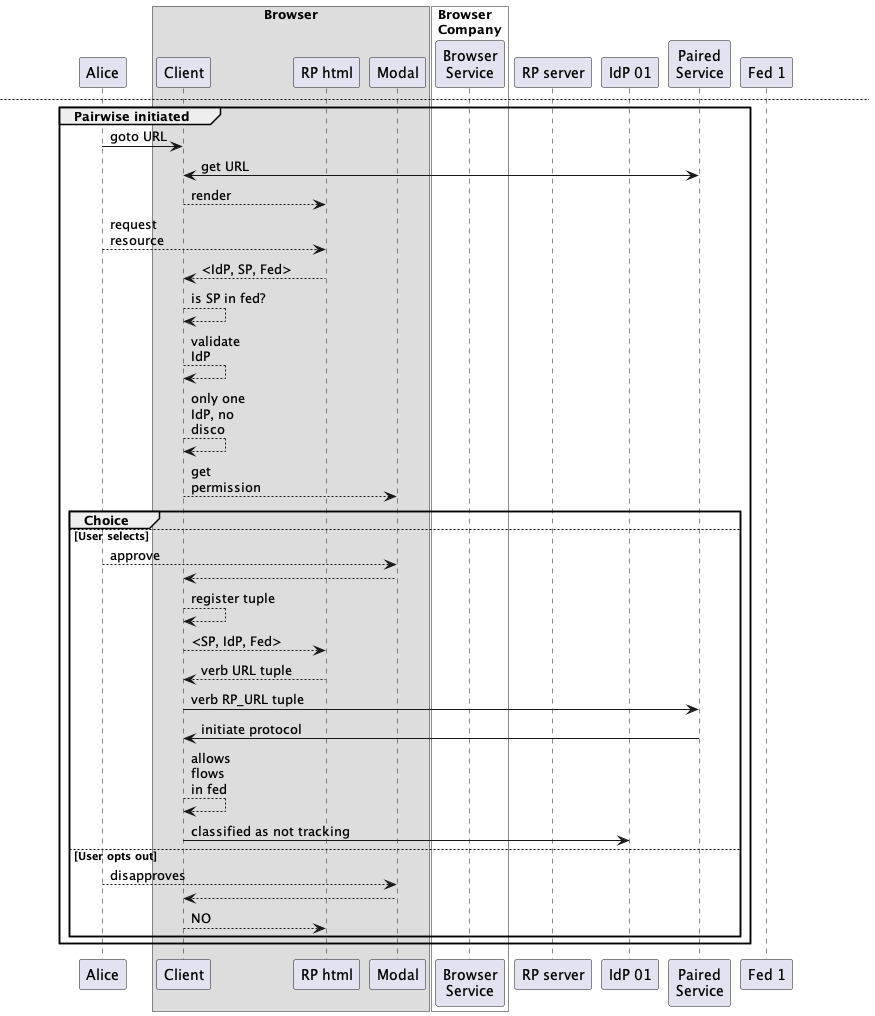 Browser
Browser
Company
Alice
Client
RP html
Modal
Browser
Service
RP server
IdP 01
Paired
Service
Fed 1
Pairwise initiated
goto URL
get URL
render
request
resource
<IdP, SP, Fed>
is SP in fed?
validate
IdP
only one
IdP, no
disco
get
permission
Choice
[User selects]
approve
register tuple
<SP, IdP, Fed>
verb URL tuple
verb RP_URL tuple
initiate protocol
allows
flows
in fed
classified as not tracking
[User opts out]
disapproves
NO
Alice
Client
RP html
Modal
Browser
Service
RP server
IdP 01
Paired
Service
Fed 1